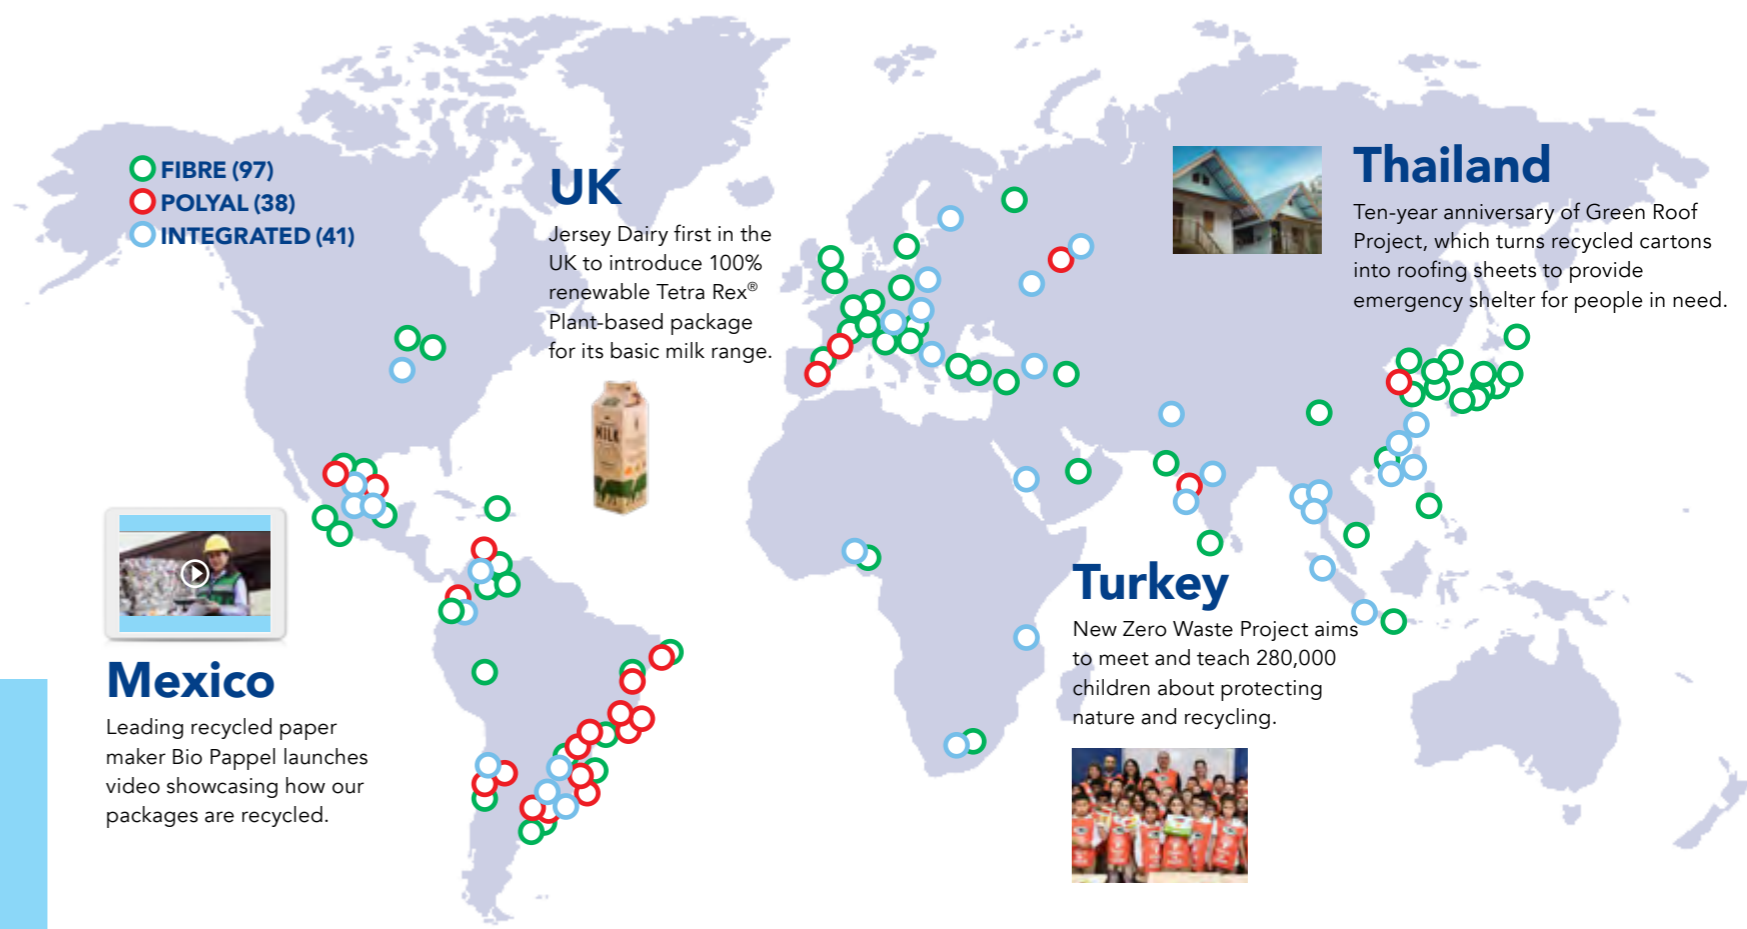 FIBRE (97)
POLYAL (38)
INTEGRATED (41)
UK
Jersey Dairy first in the
UK to introduce 100%
renewable Tetra Rex®
Plant-based package
for its basic milk range.
MILK
Thailand
Ten-year anniversary of Green Roof
Project, which turns recycled cartons
into roofing sheets to provide
emergency shelter for people in need.
Mexico
Leading recycled paper
maker Bio Pappel launches
video showcasing how our
packages are recycled.
Turkey
New Zero Waste Project aims
to meet and teach 280,000
children about protecting
nature and recycling.